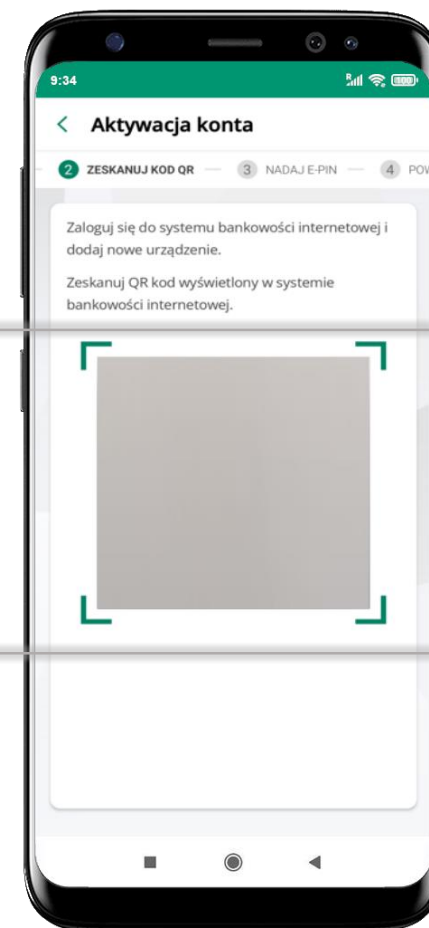 9:34
Aktywacja konta
2 ZESKANUJ KOD QR — 3 NADAJ E-PIN — 4 POW
Zaloguj się do systemu bankowości internetowej i
dodaj nowe urządzenie.
Zeskanuj QR kod wyświetlony w systemie
bankowości internetowej.